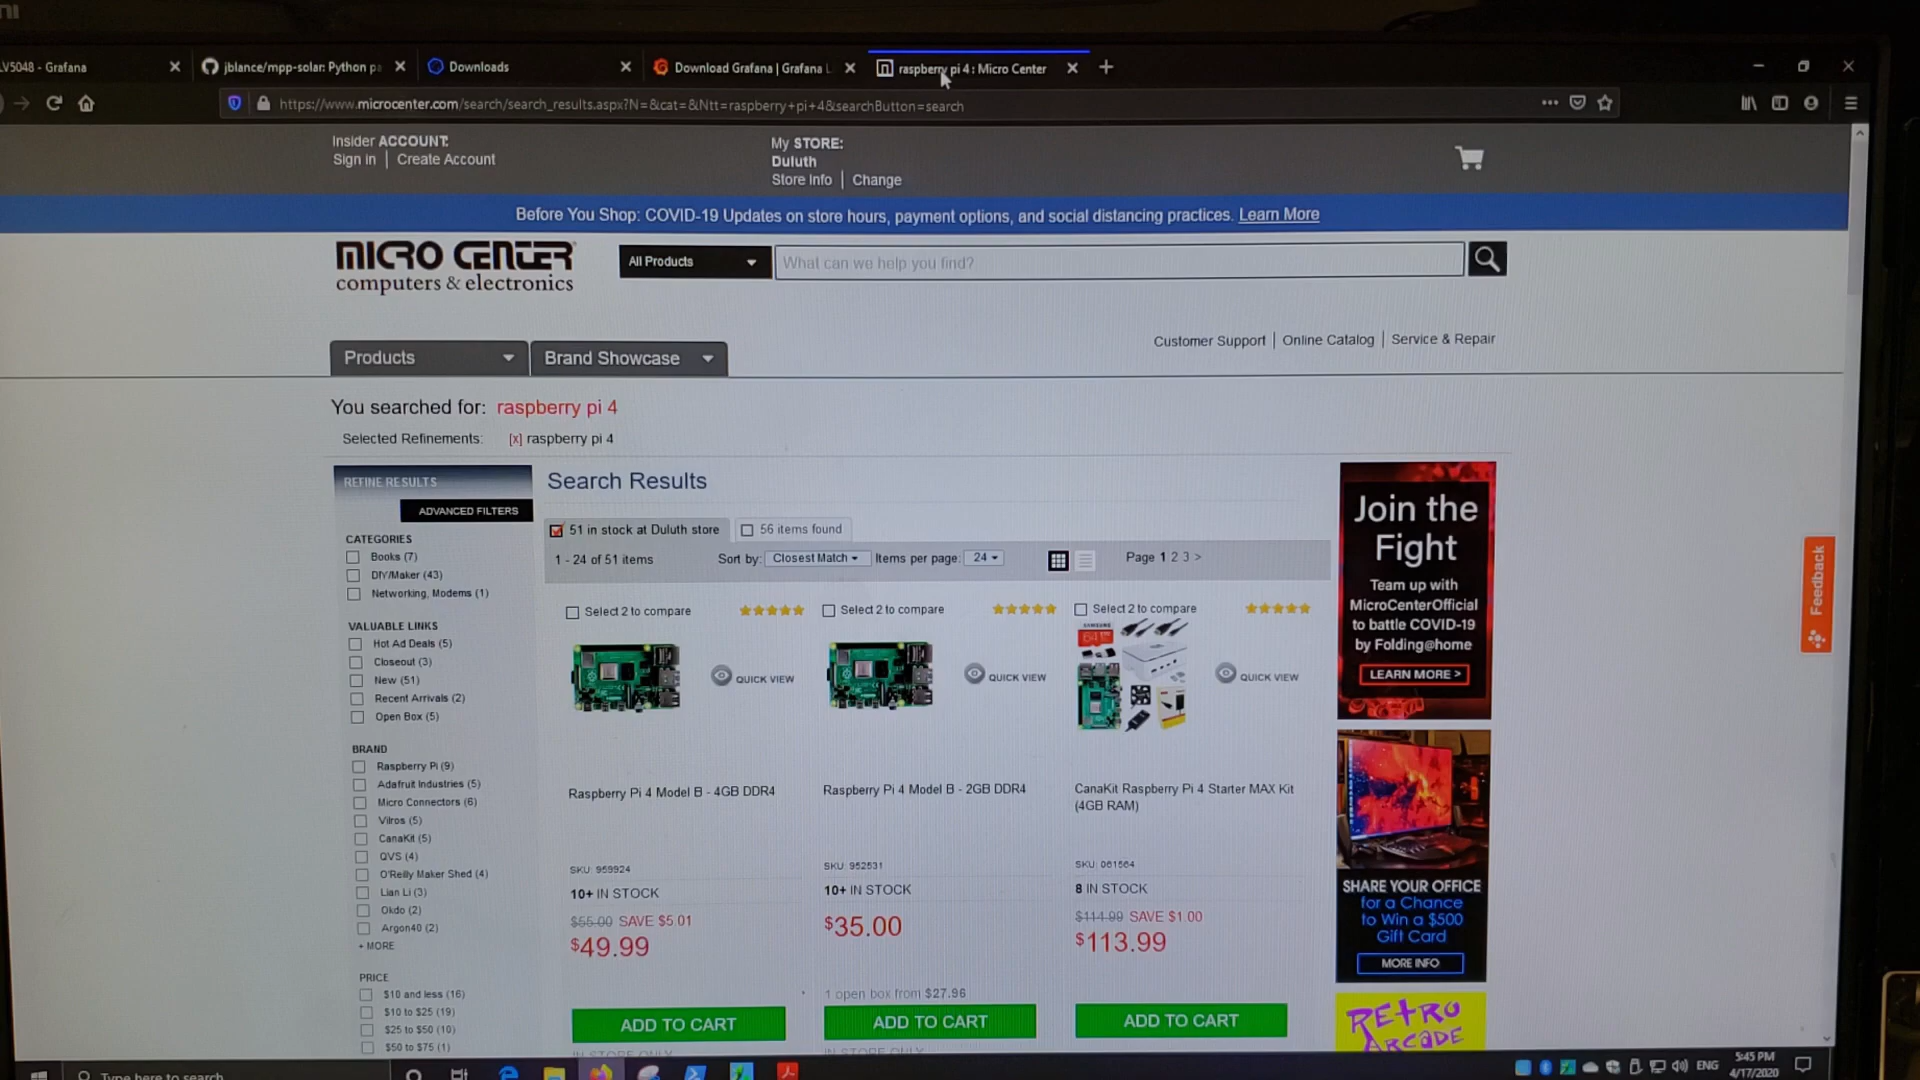 V5048 - Grafana
jblance/mpp-solar: Python pa
Downloads
Download Grafana | Grafana L
raspberry pi 4 : Micro Center
https://www.microcenter.com/search/search_results.aspx?N=&cat=&Ntt=raspberry+pi+4&searchButton=search
Insider ACCOUNT:
Sign in | Create Account
My STORE:
Duluth
Store Info | Change
Before You Shop: COVID-19 Updates on store hours, payment options, and social distancing practices. Learn More
MICRO CENTER
computers & electronics
All Products
What can we help you find?
Customer Support | Online Catalog | Service & Repair
Products
Brand Showcase
You searched for: raspberry pi 4
Selected Refinements: [x] raspberry pi 4
REFINE RESULTS
ADVANCED FILTERS
CATEGORIES
Books (7)
DIY/Maker (43)
Networking, Modems (1)
VALUABLE LINKS
Hot Ad Deals (5)
Closeout (3)
New (51)
Recent Arrivals (2)
Open Box (5)
BRAND
Raspberry Pi (9)
Adafruit Industries (5)
Micro Connectors (6)
Vilros (5)
CanaKit (5)
QVS (4)
O'Reilly Maker Shed (4)
Lian Li (3)
Okdo (2)
Argon40 (2)
+ MORE
PRICE
$10 and less (16)
$10 to $25 (19)
$25 to $50 (10)
$50 to $75 (1)
Search Results
51 in stock at Duluth store
56 items found
1 - 24 of 51 items
Sort by: Closest Match
Items per page: 24
Page 1 2 3 >
Select 2 to compare
QUICK VIEW
Raspberry Pi 4 Model B - 4GB DDR4
SKU: 959924
10+ IN STOCK
$55.00 SAVE $5.01
$49.99
ADD TO CART
IN STORE ONLY
Select 2 to compare
QUICK VIEW
Raspberry Pi 4 Model B - 2GB DDR4
SKU: 952531
10+ IN STOCK
$35.00
1 open box from $27.96
ADD TO CART
IN STORE ONLY
Select 2 to compare
SAMSUNG
64
QUICK VIEW
CanaKit Raspberry Pi 4 Starter MAX Kit
(4GB RAM)
SKU: 061564
8 IN STOCK
$114.99 SAVE $1.00
$113.99
ADD TO CART
Join the
Fight
Team up with
MicroCenterOfficial
to battle COVID-19
by Folding@home
LEARN MORE >
SHARE YOUR OFFICE
for a Chance
to Win a $500
Gift Card
MORE INFO
RETRO
ARCADE
Feedback
Type here to search
ENG
5:45 PM
4/17/2020